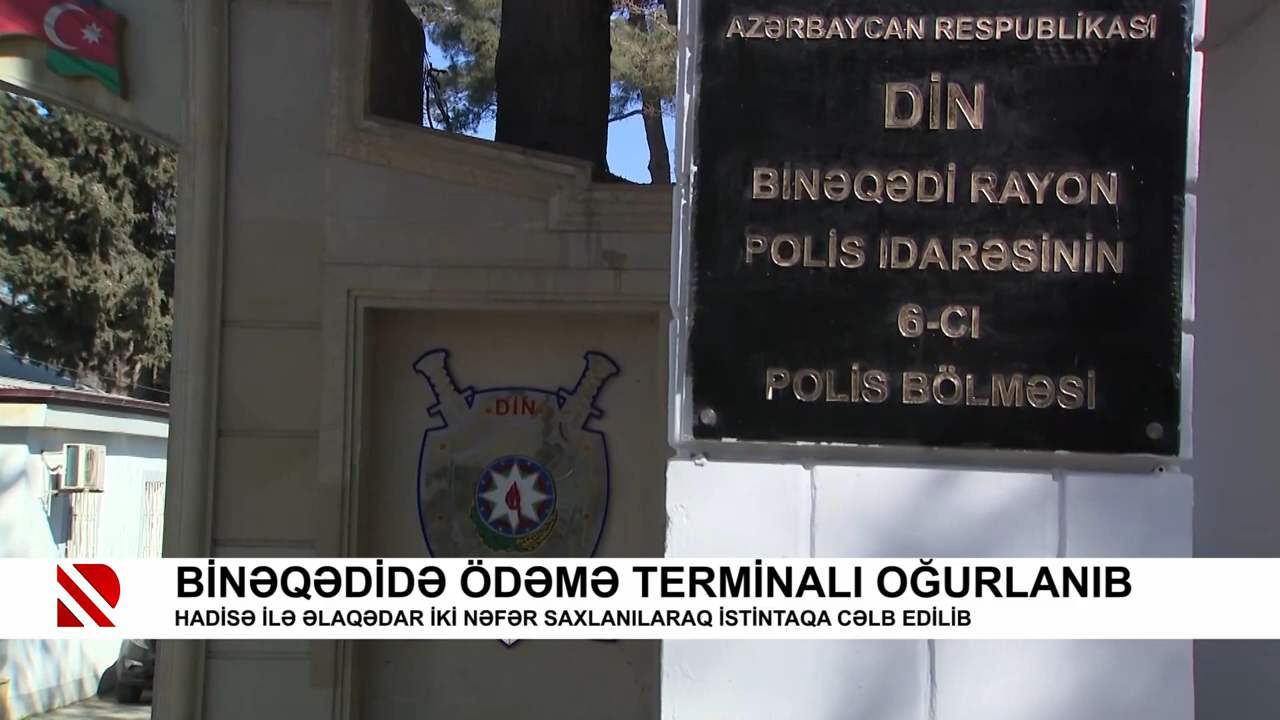 AZƏRBAYCAN RESPUBLİKASI
DİN
BİNƏQƏDİ RAYON
POLİS IDARƏSİNİN
6-CI
POLİS BÖLMƏSİ
DİN
BİNƏQƏDİDƏ ÖDƏMƏ TERMİNALI OĞURLANIB
HADİSƏ İLƏ ƏLAQƏDAR İKİ NƏFƏR SAXLANILARAQ İSTİNTAQA CƏLB EDİLİB